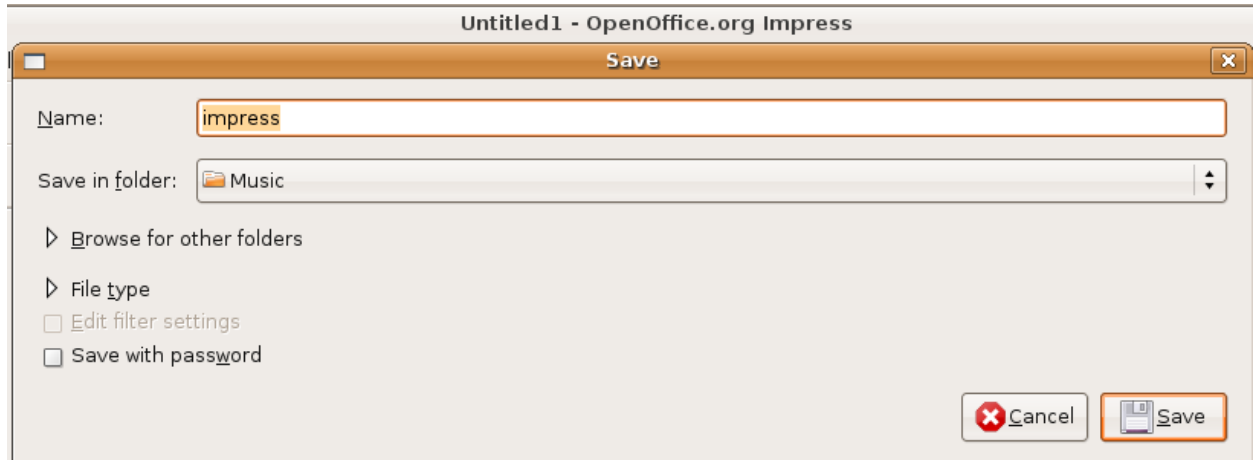 Untitled1 - OpenOffice.org Impress
Save
Name: impress
Save in folder: Music
Browse for other folders
File type
Edit filter settings
Save with password
Cancel Save